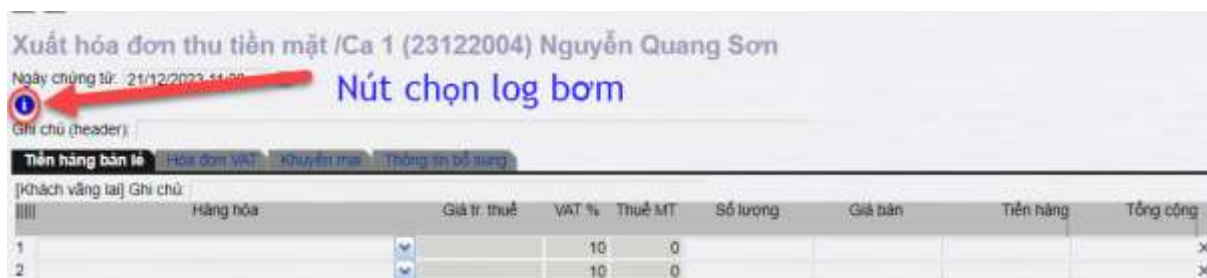 Xuất hóa đơn thu tiền mặt /Ca 1 (23122004) Nguyễn Quang Sơn
Ngày chứng từ: 21/12/2023
Nút chọn log bơm
Ghi chú (header):
Tiền hàng bán lẻ Hóa đơn VAT Khuyến mại Thông tin bổ sung
[Khách vãng lai] Ghi chú:
Hàng hóa Giá tr. thuế VAT % Thuế MT Số lượng Giá bán Tiền hàng Tổng cộng
1 10 0 X
2 10 0 X